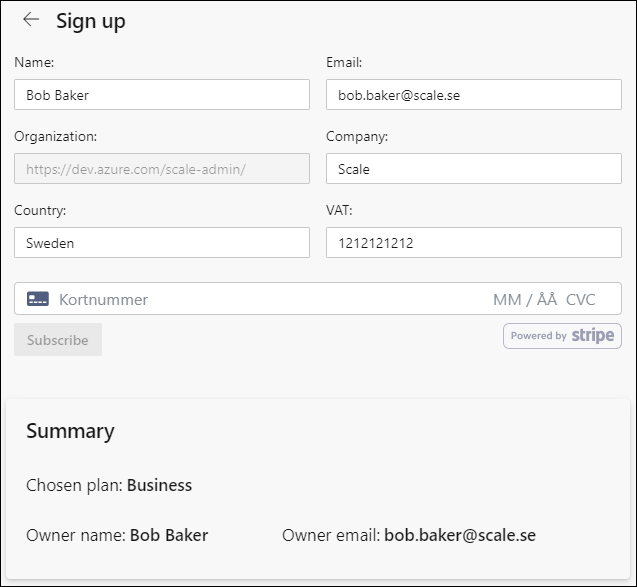 Sign up
Name: Email:
Bob Baker bob.baker@scale.se
Organization: Company:
https://dev.azure.com/scale-admin/ Scale
Country: VAT:
Sweden 1212121212
Kortnummer MM / ÅÅ CVC
Subscribe Powered by stripe
Summary
Chosen plan: Business
Owner name: Bob Baker Owner email: bob.baker@scale.se